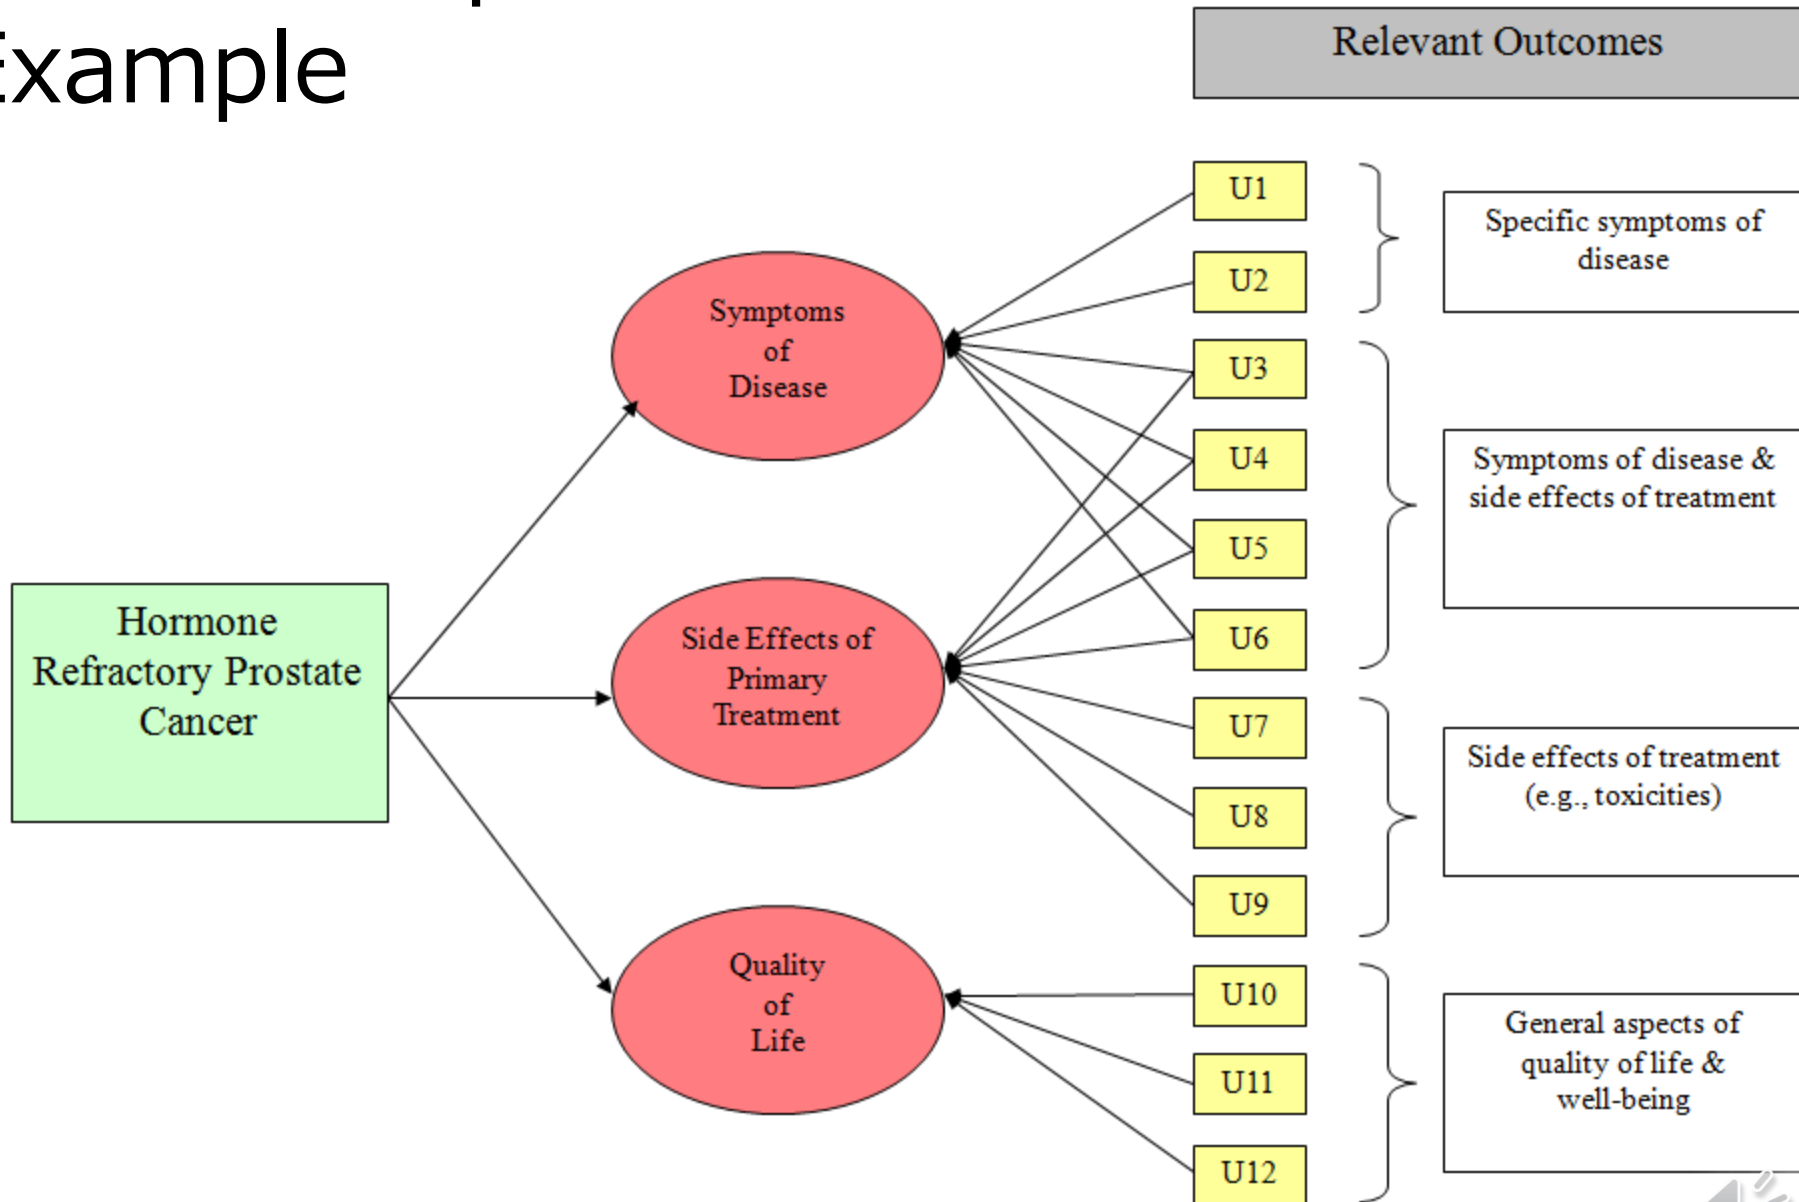 Example
Relevant Outcomes
Hormone
Refractory Prostate
Cancer
Symptoms
of
Disease
Side Effects of
Primary
Treatment
Quality
of
Life
U1
U2
U3
U4
U5
U6
U7
U8
U9
U10
U11
U12
Specific symptoms of
disease
Symptoms of disease &
side effects of treatment
Side effects of treatment
(e.g., toxicities)
General aspects of
quality of life &
well-being